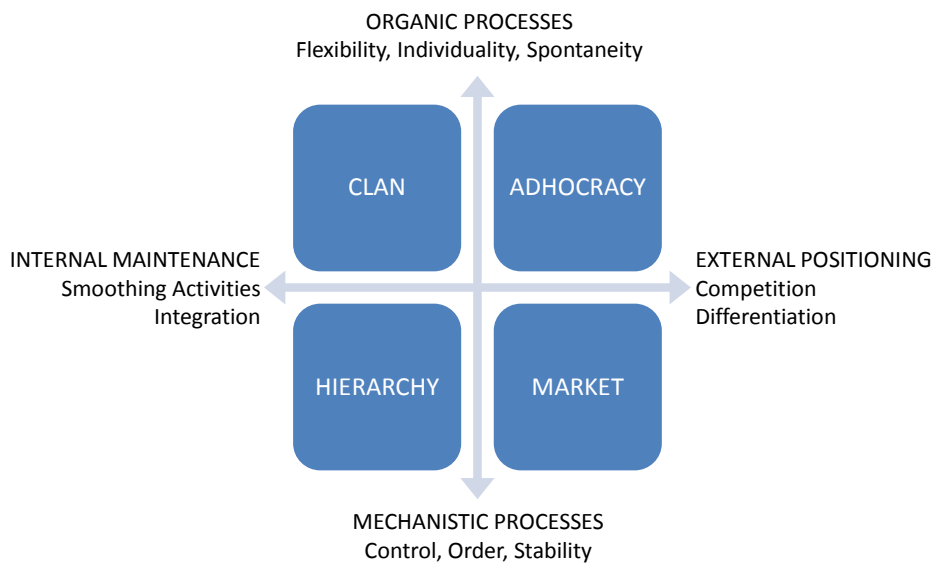 ORGANIC PROCESSES
Flexibility, Individuality, Spontaneity
CLAN
ADHOCRACY
INTERNAL MAINTENANCE
Smoothing Activities
Integration
EXTERNAL POSITIONING
Competition
Differentiation
HIERARCHY
MARKET
MECHANISTIC PROCESSES
Control, Order, Stability